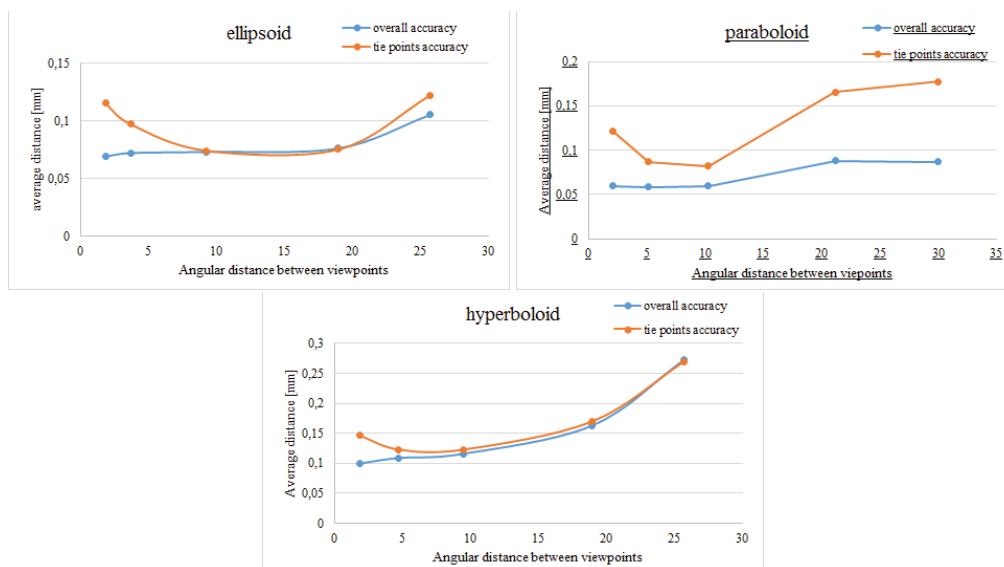 ellipsoid
overall accuracy
tie points accuracy
0,15
0,1
0,05
0
average distance [mm]
0 5 10 15 20 25 30
Angular distance between viewpoints
paraboloid
overall accuracy
tie points accuracy
0,2
0,15
0,1
0,05
0
Average distance [mm]
0 5 10 15 20 25 30 35
Angular distance between viepoints
hyperboloid
overall accuracy
tie points accuracy
0,3
0,25
0,2
0,15
0,1
0,05
0
Average distance [mm]
0 5 10 15 20 25 30
Angular distance between viewpoints